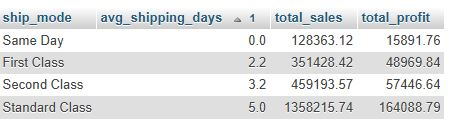 ship_mode avg_shipping_days 1 total_sales total_profit
Same Day 0.0 128363.12 15891.76
First Class 2.2 351428.42 48969.84
Second Class 3.2 459193.57 57446.64
Standard Class 5.0 1358215.74 164088.79